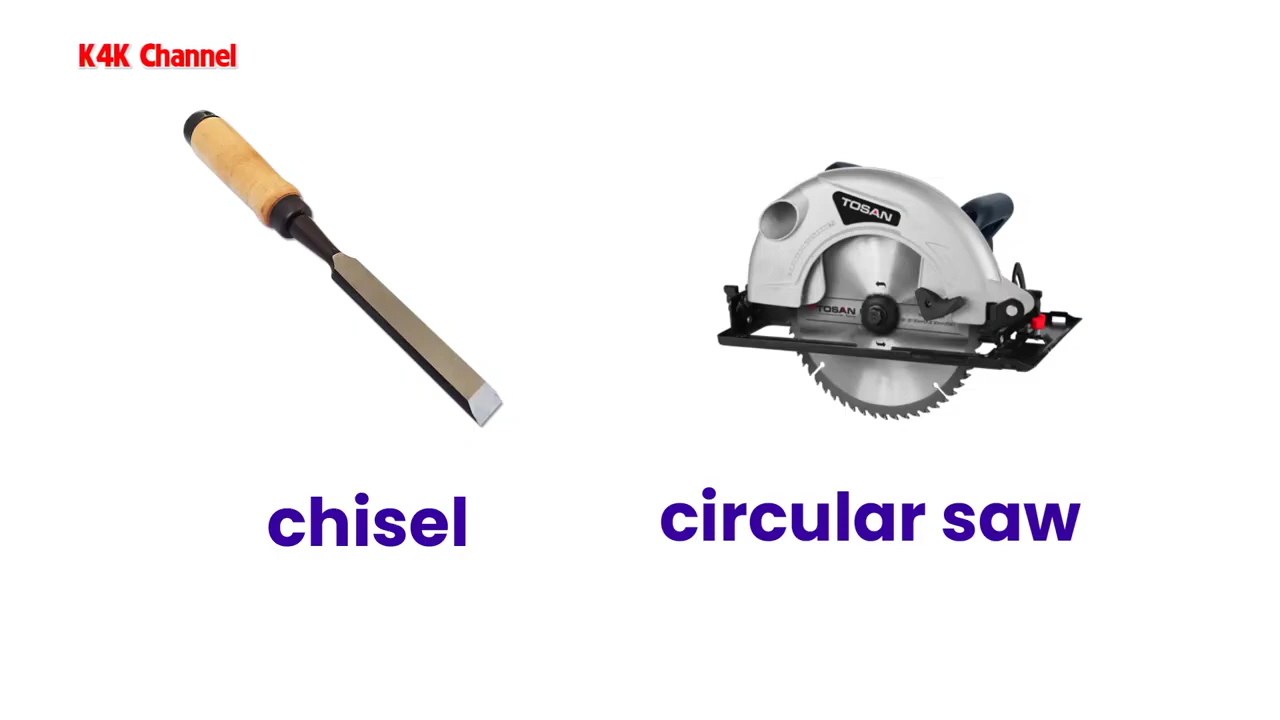 K4K Channel
TOSAN
TOSAN
chisel
circular saw